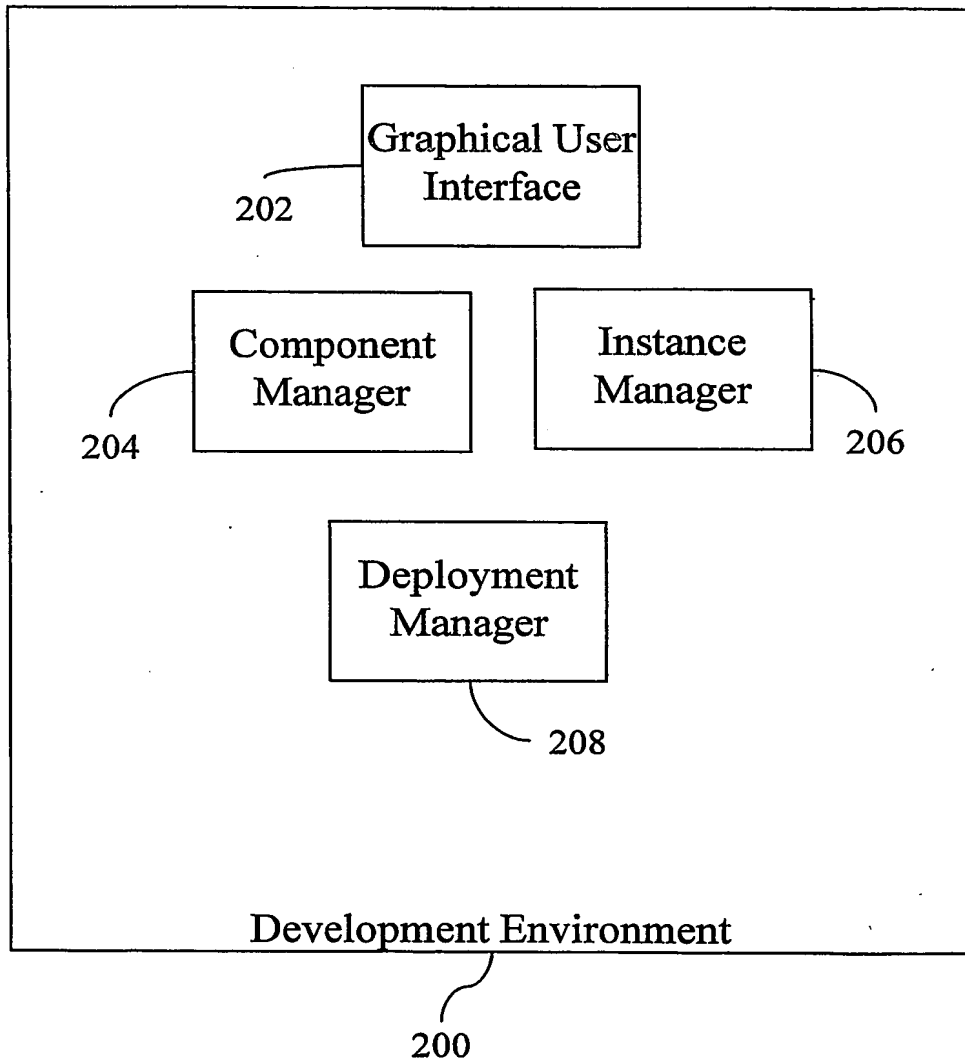 Graphical User
Interface
202
Component
Manager
204
Instance
Manager
206
Deployment
Manager
208
Development Environment
200